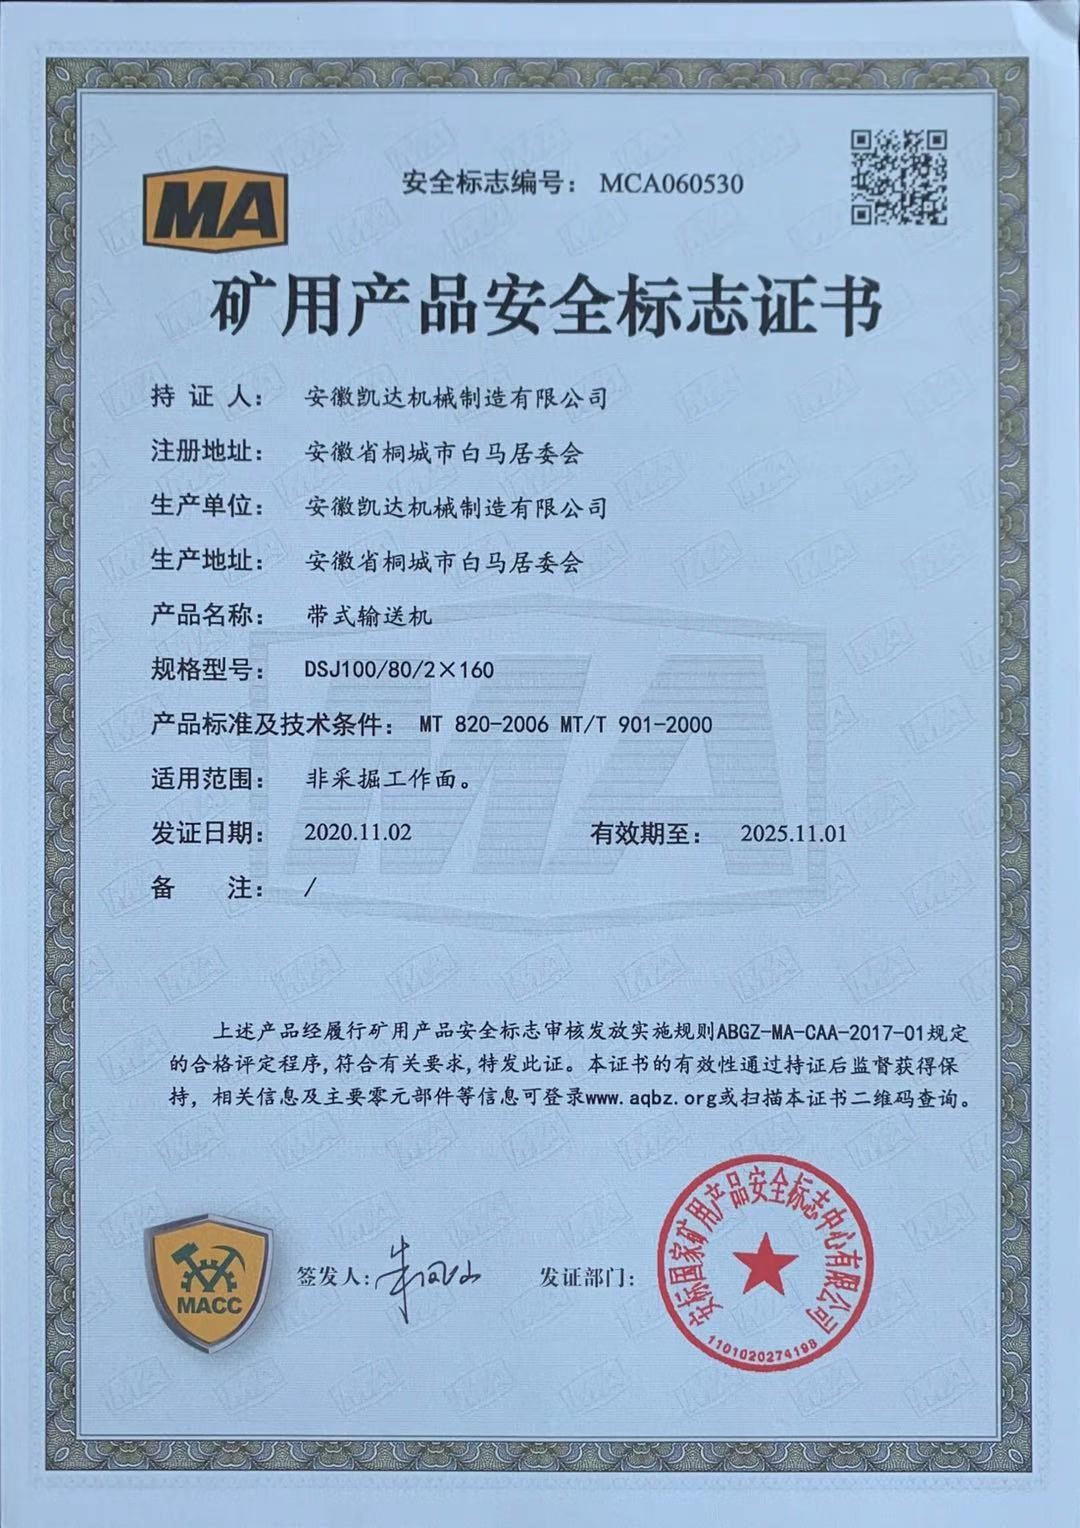 MA
安全标志编号： MCA060530
矿用产品安全标志证书
持 证 人： 安徽凯达机械制造有限公司
注册地址： 安徽省桐城市白马居委会
生产单位： 安徽凯达机械制造有限公司
生产地址： 安徽省桐城市白马居委会
产品名称： 带式输送机
规格型号： DSJ100/80/2×160
产品标准及技术条件： MT 820-2006 MT/T 901-2000
适用范围： 非采掘工作面。
发证日期： 2020.11.02 有效期至： 2025.11.01
备 注： /
上述产品经履行矿用产品安全标志审核发放实施规则ABGZ-MA-CAA-2017-01规定
的合格评定程序,符合有关要求,特发此证。本证书的有效性通过持证后监督获得保
持，相关信息及主要零元部件等信息可登录www.aqbz.org或扫描本证书二维码查询。
MACC
签发人: 发证部门:
安标国家矿用产品安全标志中心有限公司
1101020274198